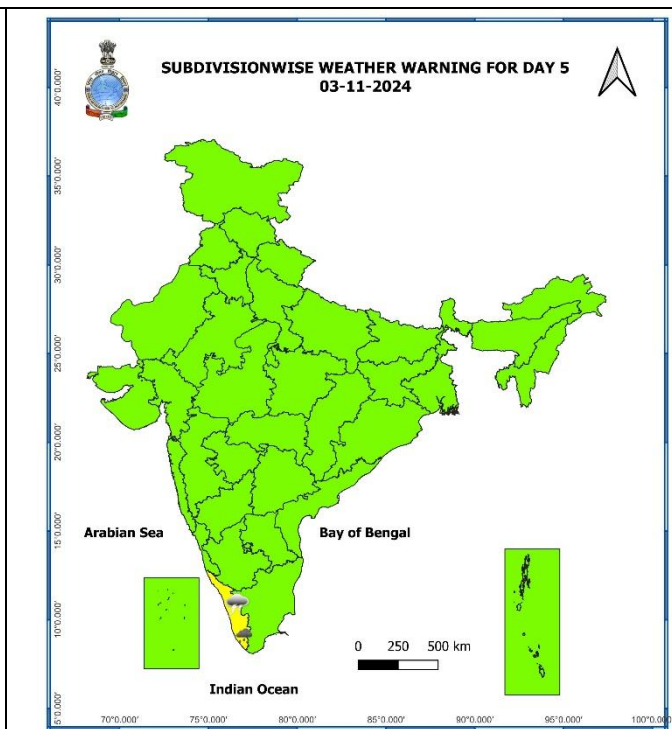 SUBDIVISIONWISE WEATHER WARNING FOR DAY 5
03-11-2024
40°0.000'
35°0.000'
30°0.000'
25°0.000'
20°0.000'
15°0.000'
10°0.000'
5°0.000'
Arabian Sea
Bay of Bengal
0 250 500 km
Indian Ocean
70°0.000' 75°0.000' 80°0.000' 85°0.000' 90°0.000' 95°0.000' 100°0.000'